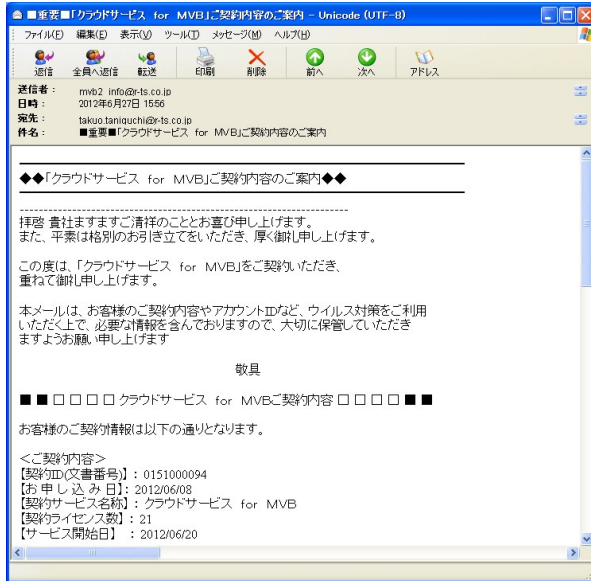 ■重要■「クラウドサービス for MVB」ご契約内容のご案内 - Unicode (UTF-8)
ファイル(F) 編集(E) 表示(V) ツール(T) メッセージ(M) ヘルプ(H)
返信 全員へ返信 転送 印刷 削除 前へ 次へ アドレス
送信者： mvb2_info@r-ts.co.jp
日時： 2012年6月27日 15:56
宛先： takuo.taniguchi@r-ts.co.jp
件名： ■重要■「クラウドサービス for MVB」ご契約内容のご案内
◆◆「クラウドサービス for MVB」ご契約内容のご案内◆◆
--------------------------------------------------------------------
拝啓 貴社ますますご清祥のこととお喜び申し上げます。
また、平素は格別のお引き立てをいただき、厚く御礼申し上げます。
この度は、「クラウドサービス for MVB」をご契約いただき、
重ねて御礼申し上げます。
本メールは、お客様のご契約内容やアカウントIDなど、ウイルス対策をご利用
いただく上で、必要な情報を含んでおりますので、大切に保管していただき
ますようお願い申し上げます
敬具
■ ■ □ □ □ □ クラウドサービス for MVBご契約内容 □ □ □ □ ■ ■
お客様のご契約情報は以下の通りとなります。
＜ご契約内容＞
【契約ID(文書番号)】: 0151000094
【お 申 し 込 み 日】: 2012/06/08
【契約サービス名称】: クラウドサービス for MVB
【契約ライセンス数】: 21
【サービス開始日】 : 2012/06/20